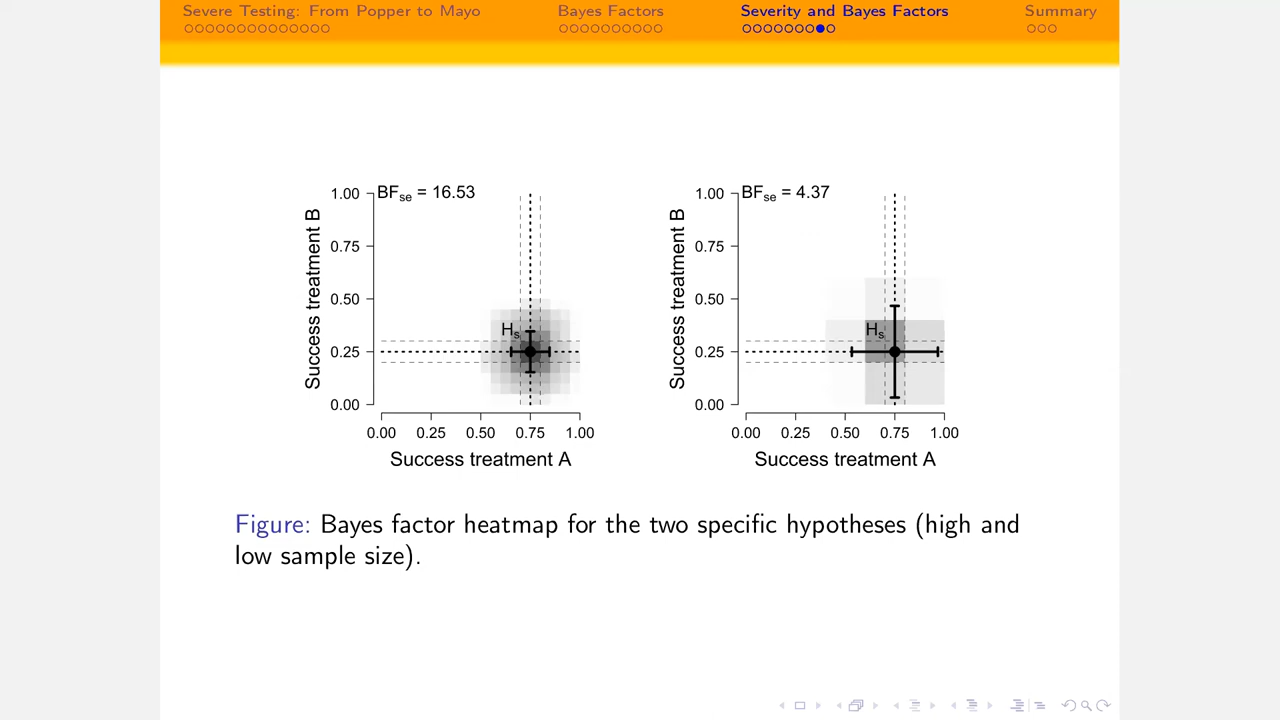 Severe Testing: From Popper to Mayo
Bayes Factors
Severity and Bayes Factors
Summary
BFse = 16.53
Success treatment B
1.00
0.75
0.50
0.25
0.00
Hs
0.00 0.25 0.50 0.75 1.00
Success treatment A
BFse = 4.37
Success treatment B
1.00
0.75
0.50
0.25
0.00
Hs
0.00 0.25 0.50 0.75 1.00
Success treatment A
Figure: Bayes factor heatmap for the two specific hypotheses (high and
low sample size).